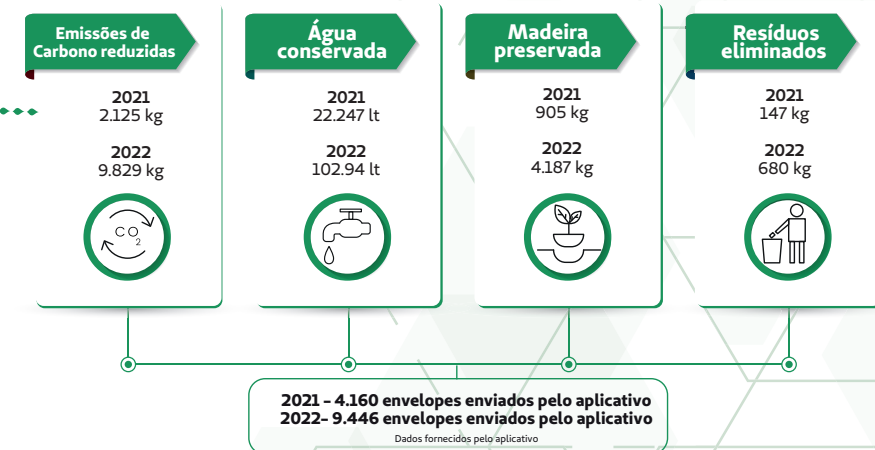 Emissões de
Carbono reduzidas
2021
2.125 kg
2022
9.829 kg
CO2
Água
conservada
2021
22.247 lt
2022
102.94 lt
Madeira
preservada
2021
905 kg
2022
4.187 kg
Resíduos
eliminados
2021
147 kg
2022
680 kg
2021 - 4.160 envelopes enviados pelo aplicativo
2022- 9.446 envelopes enviados pelo aplicativo
Dados fornecidos pelo aplicativo